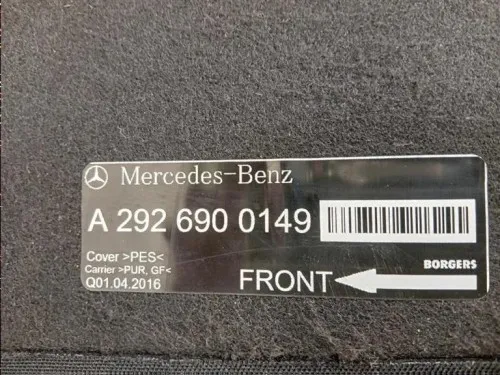 Mercedes-Benz
A 292 690 0149
Cover >PES<
Carrier >PUR, GF<
Q01.04.2016
BORGERS
FRONT